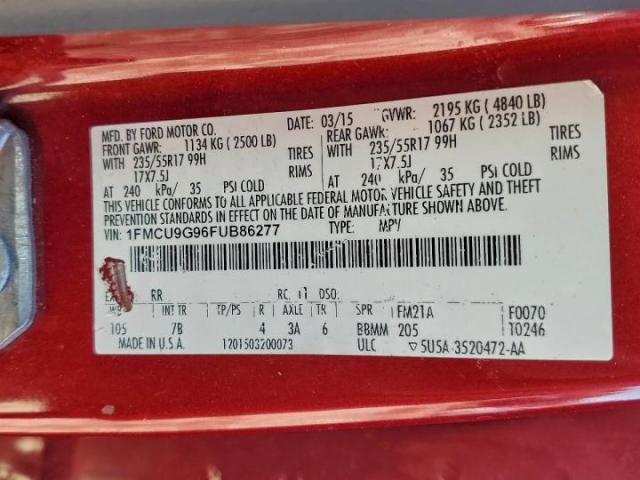 MFD. BY FORD MOTOR CO. DATE: 03/15 GVWR: 2195 KG ( 4840 LB)
FRONT GAWR: 1134 KG ( 2500 LB) REAR GAWR: 1067 KG ( 2352 LB)
WITH 235/55R17 99H TIRES WITH 235/55R17 99H TIRES
17X7.5J RIMS 17X7.5J RIMS
AT 240 kPa/ 35 PSI COLD AT 240 kPa/ 35 PSI COLD
THIS VEHICLE CONFORMS TO ALL APPLICABLE FEDERAL MOTOR VEHICLE SAFETY AND THEFT
PREVENTION STANDARDS IN EFFECT ON THE DATE OF MANUFACTURE SHOWN ABOVE.
VIN: 1FMCU9G96FUB86277 TYPE: MPV
RR RC: DSO:
INT TR TP/PS R AXLE TR SPR FM21A F0070
105 7B 4 3A 6 BBMM 205 T0246
MADE IN U.S.A. 1201503200073 ULC ▽5U5A-3520472-AA